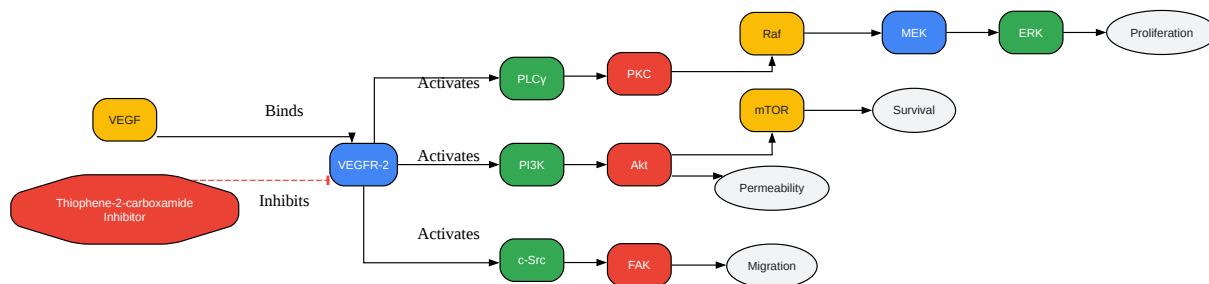 Raf
MEK
ERK
Proliferation
PLCγ
PKC
Activates
VEGF
Binds
mTOR
Survival
VEGFR-2
Activates
PI3K
Akt
Permeability
Thiophene-2-carboxamide
Inhibitor
Inhibits
Activates
c-Src
FAK
Migration